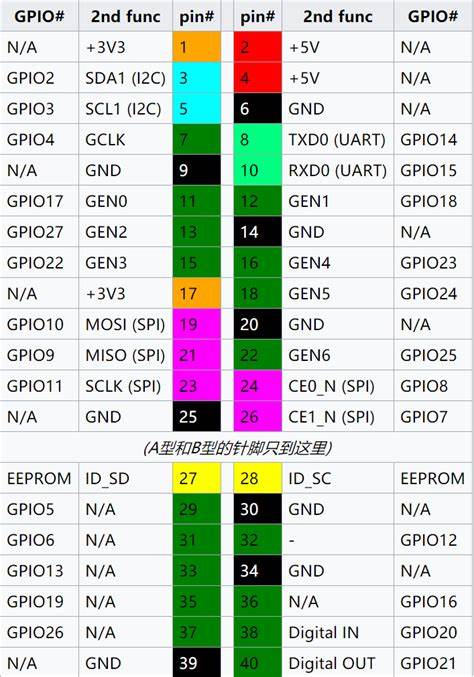 GPIO# 2nd func pin# pin# 2nd func GPIO#
N/A +3V3 1 2 +5V N/A
GPIO2 SDA1 (I2C) 3 4 +5V N/A
GPIO3 SCL1 (I2C) 5 6 GND N/A
GPIO4 GCLK 7 8 TXD0 (UART) GPIO14
N/A GND 9 10 RXD0 (UART) GPIO15
GPIO17 GEN0 11 12 GEN1 GPIO18
GPIO27 GEN2 13 14 GND N/A
GPIO22 GEN3 15 16 GEN4 GPIO23
N/A +3V3 17 18 GEN5 GPIO24
GPIO10 MOSI (SPI) 19 20 GND N/A
GPIO9 MISO (SPI) 21 22 GEN6 GPIO25
GPIO11 SCLK (SPI) 23 24 CE0_N (SPI) GPIO8
N/A GND 25 26 CE1_N (SPI) GPIO7
(A型和B型的针脚只到这里)
EEPROM ID_SD 27 28 ID_SC EEPROM
GPIO5 N/A 29 30 GND N/A
GPIO6 N/A 31 32 - GPIO12
GPIO13 N/A 33 34 GND N/A
GPIO19 N/A 35 36 N/A GPIO16
GPIO26 N/A 37 38 Digital IN GPIO20
N/A GND 39 40 Digital OUT GPIO21